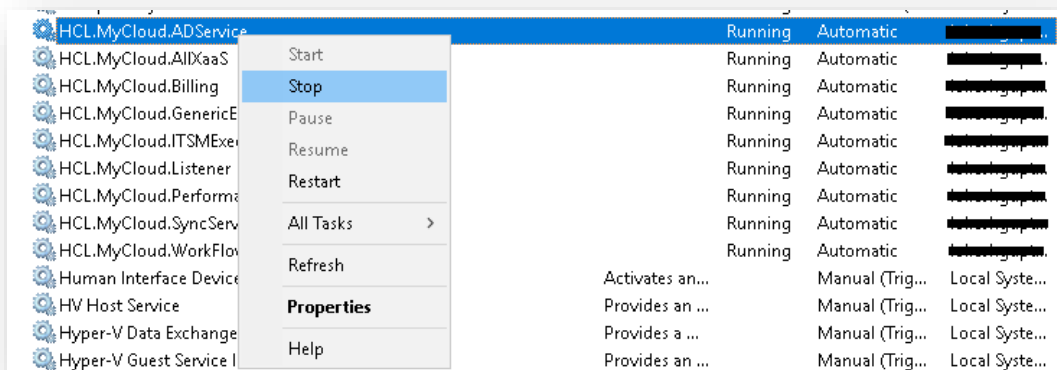 HCL.MyCloud.ADService Running Automatic
HCL.MyCloud.AllXaaS Start Running Automatic
HCL.MyCloud.Billing Stop Running Automatic
HCL.MyCloud.GenericE Pause Running Automatic
HCL.MyCloud.ITSMExe Resume Running Automatic
HCL.MyCloud.Listener Restart Running Automatic
HCL.MyCloud.Performa Running Automatic
HCL.MyCloud.SyncServ All Tasks > Running Automatic
HCL.MyCloud.WorkFlov Running Automatic
Human Interface Device Refresh Activates an... Manual (Trig... Local Syste...
HV Host Service Properties Provides an ... Manual (Trig... Local Syste...
Hyper-V Data Exchange Provides a ... Manual (Trig... Local Syste...
Hyper-V Guest Service I Help Provides an ... Manual (Trig... Local Syste...